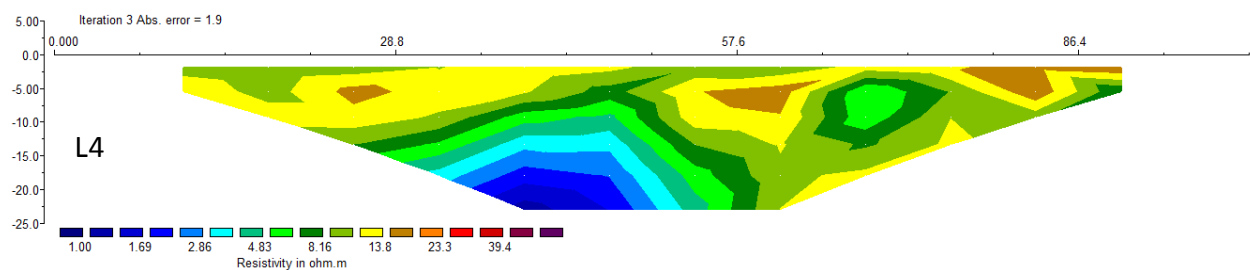 5.00
Iteration 3 Abs. error = 1.9
0.0
0.000 28.8 57.6 86.4
-5.00
-10.0
L4
-15.0
-20.0
-25.0
1.00 1.69 2.86 4.83 8.16 13.8 23.3 39.4
Resistivity in ohm.m